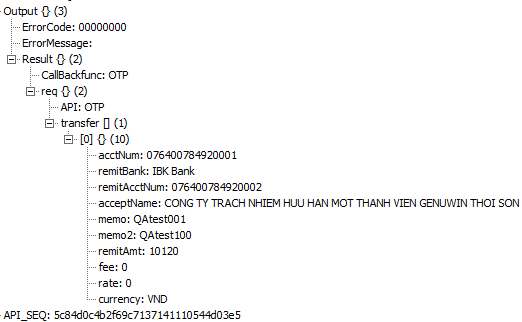 Output {} (3)
ErrorCode: 00000000
ErrorMessage:
Result {} (2)
CallBackfunc: OTP
req {} (2)
API: OTP
transfer [] (1)
[0] {} (10)
acctNum: 076400784920001
remitBank: IBK Bank
remitAcctNum: 076400784920002
acceptName: CONG TY TRACH NHIEM HUU HAN MOT THANH VIEN GENUWIN THOI SON
memo: QAtest001
memo2: QAtest100
remitAmt: 10120
fee: 0
rate: 0
currency: VND
API_SEQ: 5c84d0c4b2f69c7137141110544d03e5